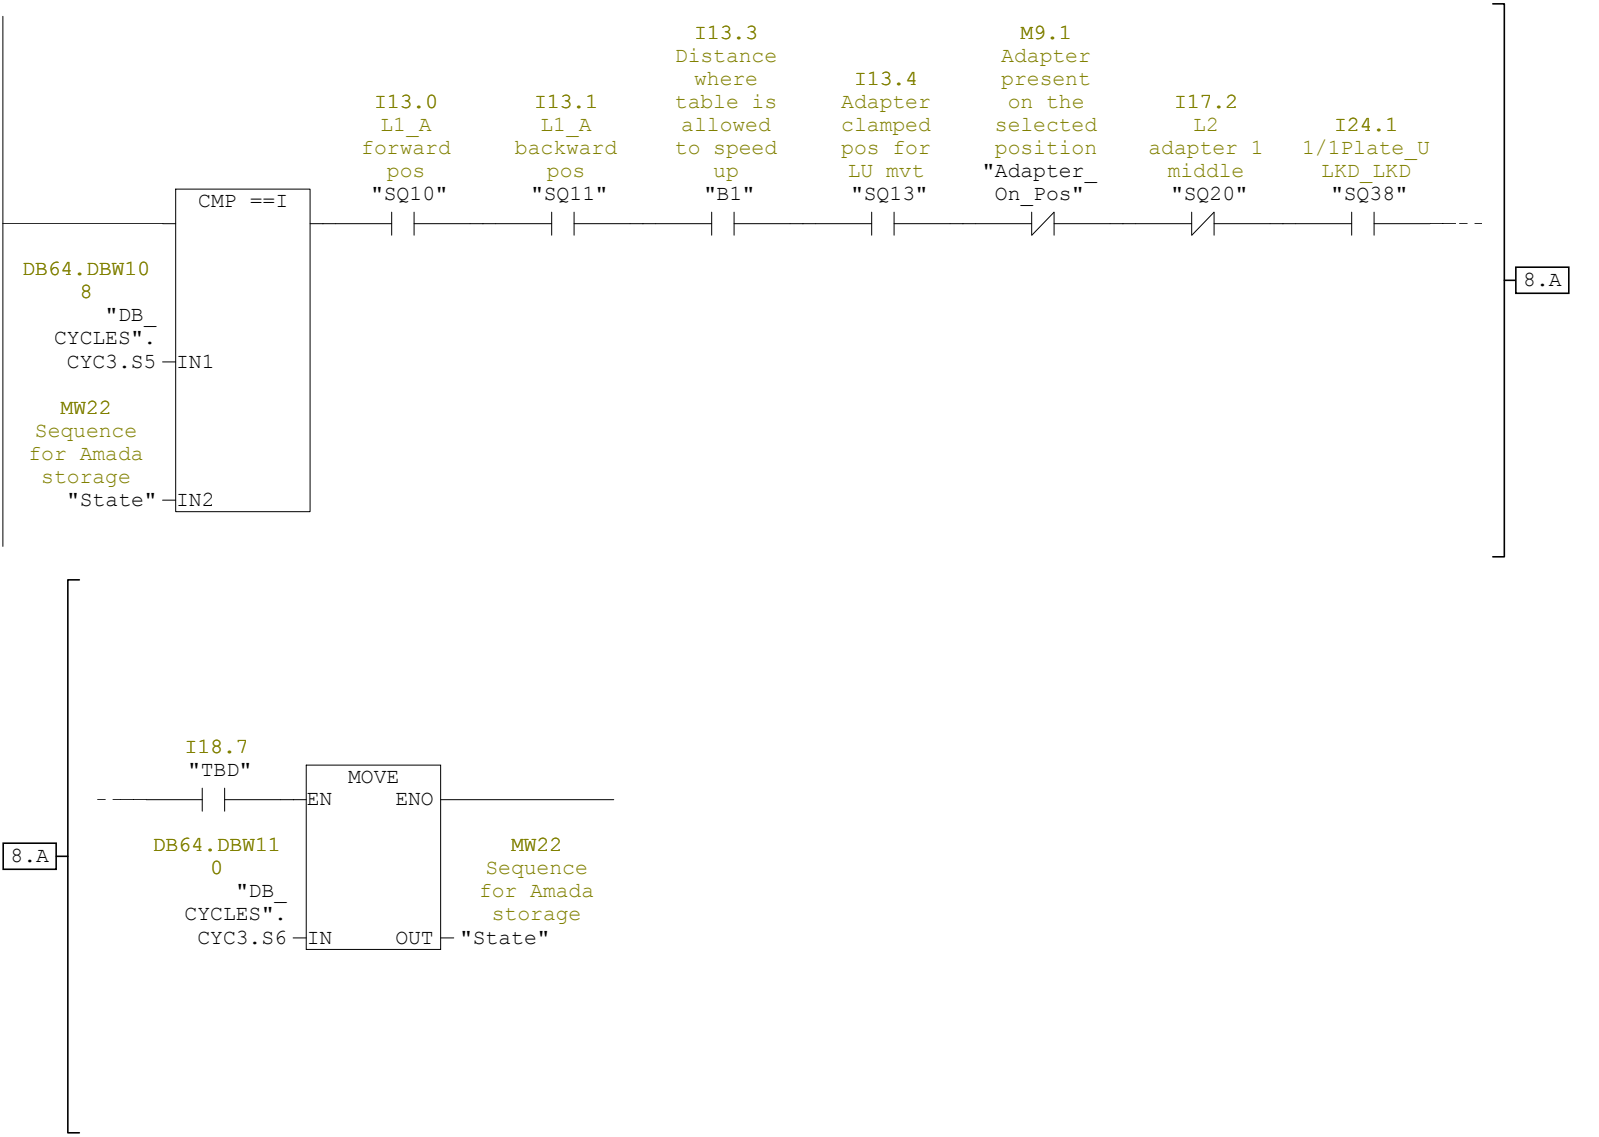 I13.3
Distance
where
table is
allowed
to speed
up
"B1"
M9.1
Adapter
present
on the
selected
position
"Adapter_
On_Pos"
I13.0
L1_A
forward
pos
"SQ10"
I13.1
L1_A
backward
pos
"SQ11"
I13.4
Adapter
clamped
pos for
LU mvt
"SQ13"
I17.2
L2
adapter 1
middle
"SQ20"
I24.1
1/1Plate_U
LKD_LKD
"SQ38"
CMP ==I
DB64.DBW10
8
"DB_
CYCLES".
CYC3.S5
IN1
MW22
Sequence
for Amada
storage
"State"
IN2
8.A
8.A
I18.7
"TBD"
MOVE
EN ENO
DB64.DBW11
0
"DB_
CYCLES".
CYC3.S6
IN OUT
MW22
Sequence
for Amada
storage
"State"